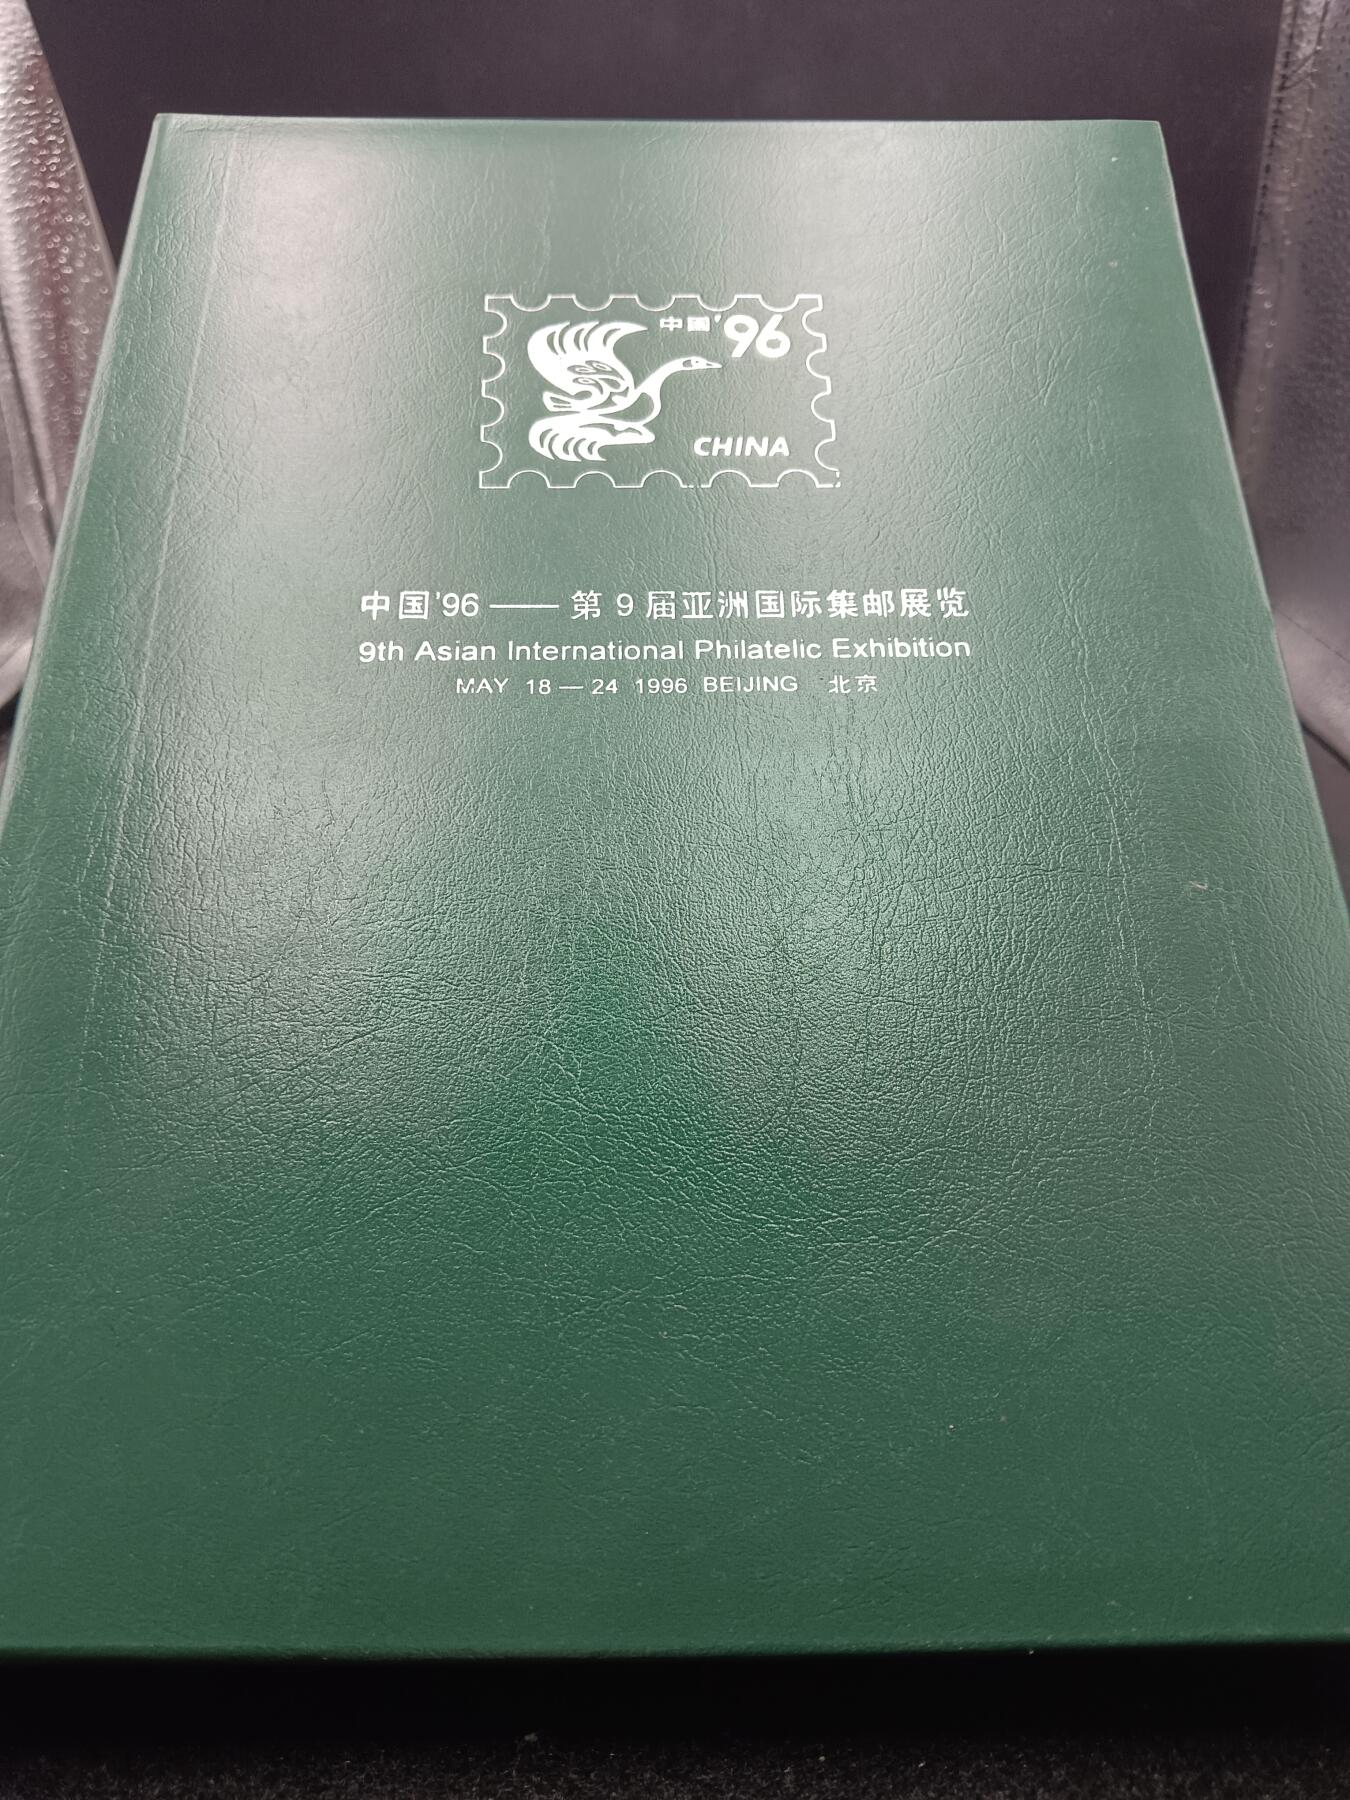 中國'96
CHINA
中国'96 —— 第 9 届亚洲国际集邮展览
9th Asian International Philatelic Exhibition
MAY 18 — 24 1996 BEIJING 北京